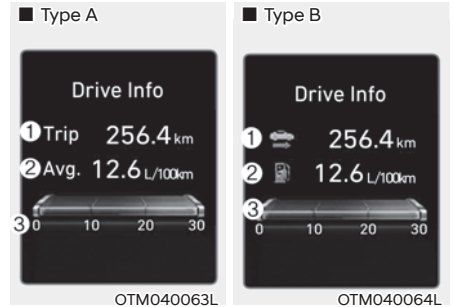 ■ Type A
Drive Info
① Trip 256.4 km
② Avg. 12.6 L/100km
③ 0 10 20 30
OTM040063L
■ Type B
Drive Info
① 256.4 km
② 12.6 L/100km
③ 0 10 20 30
OTM040064L